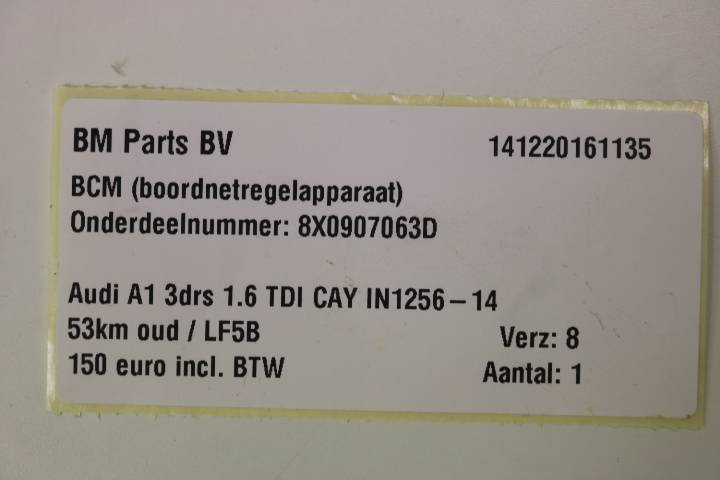 BM Parts BV 141220161135
BCM (boordnetregelapparaat)
Onderdeelnummer: 8X0907063D
Audi A1 3drs 1.6 TDI CAY IN1256 – 14
53km oud / LF5B Verz: 8
150 euro incl. BTW Aantal: 1